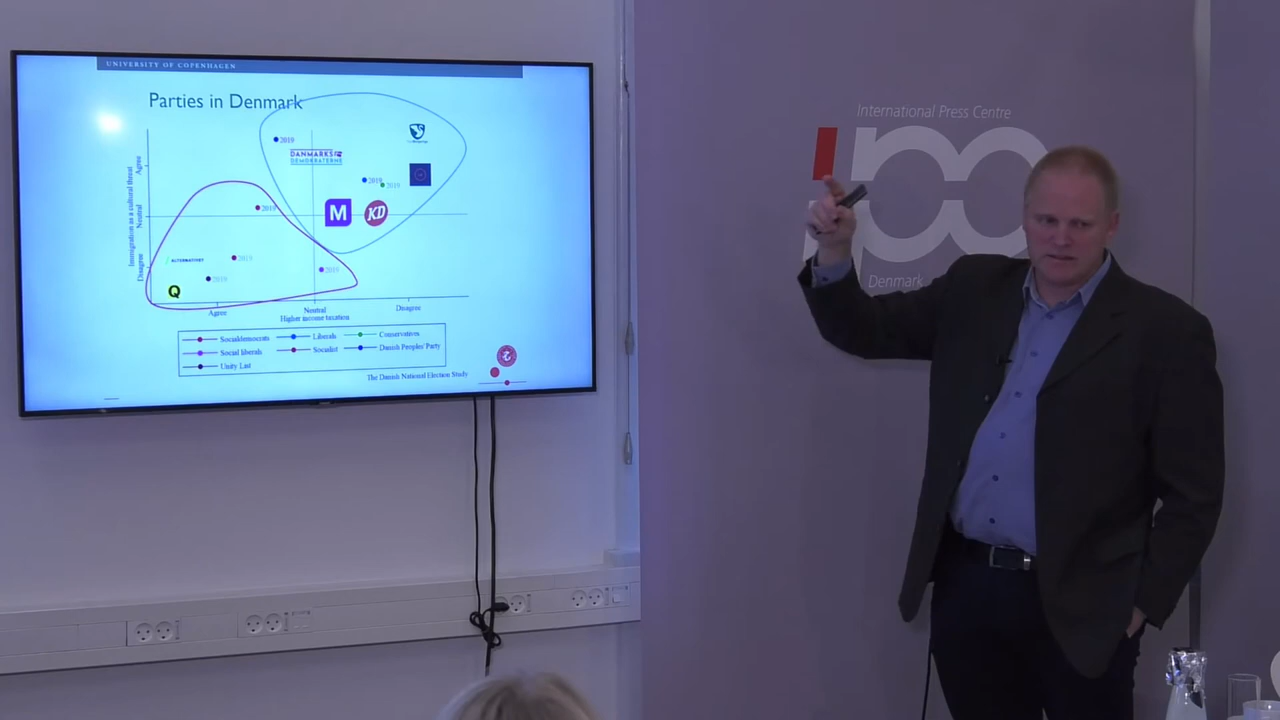 UNIVERSITY OF COPENHAGEN
Parties in Denmark
2019
DANMARKS
DEMOKRATERNE
2019
2019
2019
M
KD
ALTERNATIVET
2019
2019
2019
Q
Immigration as a cultural threat
Agree
Neutral
Disagree
Agree
Neutral
Disagree
Higher income taxation
Socialdemocrats
Liberals
Conservatives
Social liberals
Socialist
Danish Peoples' Party
Unity List
The Danish National Election Study
International Press Centre
ipc
Denmark